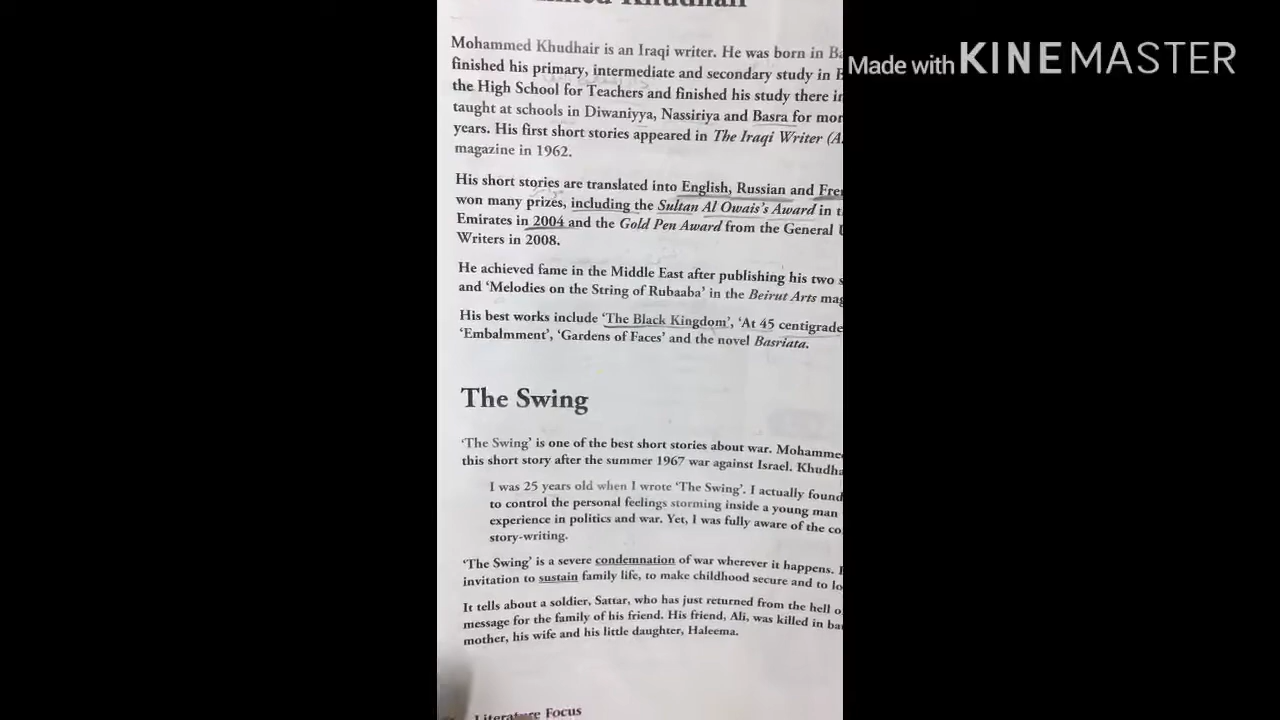 Mohammed Khudhair is an Iraqi writer. He was born in
finished his primary, intermediate and secondary study in
the High School for Teachers and finished his study there in
taught at schools in Diwaniyya, Nassiriya and Basra for
years. His first short stories appeared in The Iraqi Writer
magazine in 1962.
His short stories are translated into English, Russian and
won many prizes, including the Sultan Al Owais's Award in
Emirates in 2004 and the Gold Pen Award from the General
Writers in 2008.
He achieved fame in the Middle East after publishing his two
and 'Melodies on the String of Rubaaba' in the Beirut Arts
His best works include 'The Black Kingdom', 'At 45 centigrade
'Embalmment', 'Gardens of Faces' and the novel Basriata.
The Swing
'The Swing' is one of the best short stories about war.
this short story after the summer 1967 war against Israel.
I was 25 years old when I wrote 'The Swing'. I actually found
to control the personal feelings storming inside a young man
experience in politics and war. Yet, I was fully aware of the
story-writing.
'The Swing' is a severe condemnation of war wherever it happens.
invitation to sustain family life, to make childhood secure and to
It tells about a soldier, Sattar, who has just returned from the hell
message for the family of his friend. His friend, Ali, was killed in
mother, his wife and his little daughter, Haleema.
Literature Focus
Made with KINEMASTER